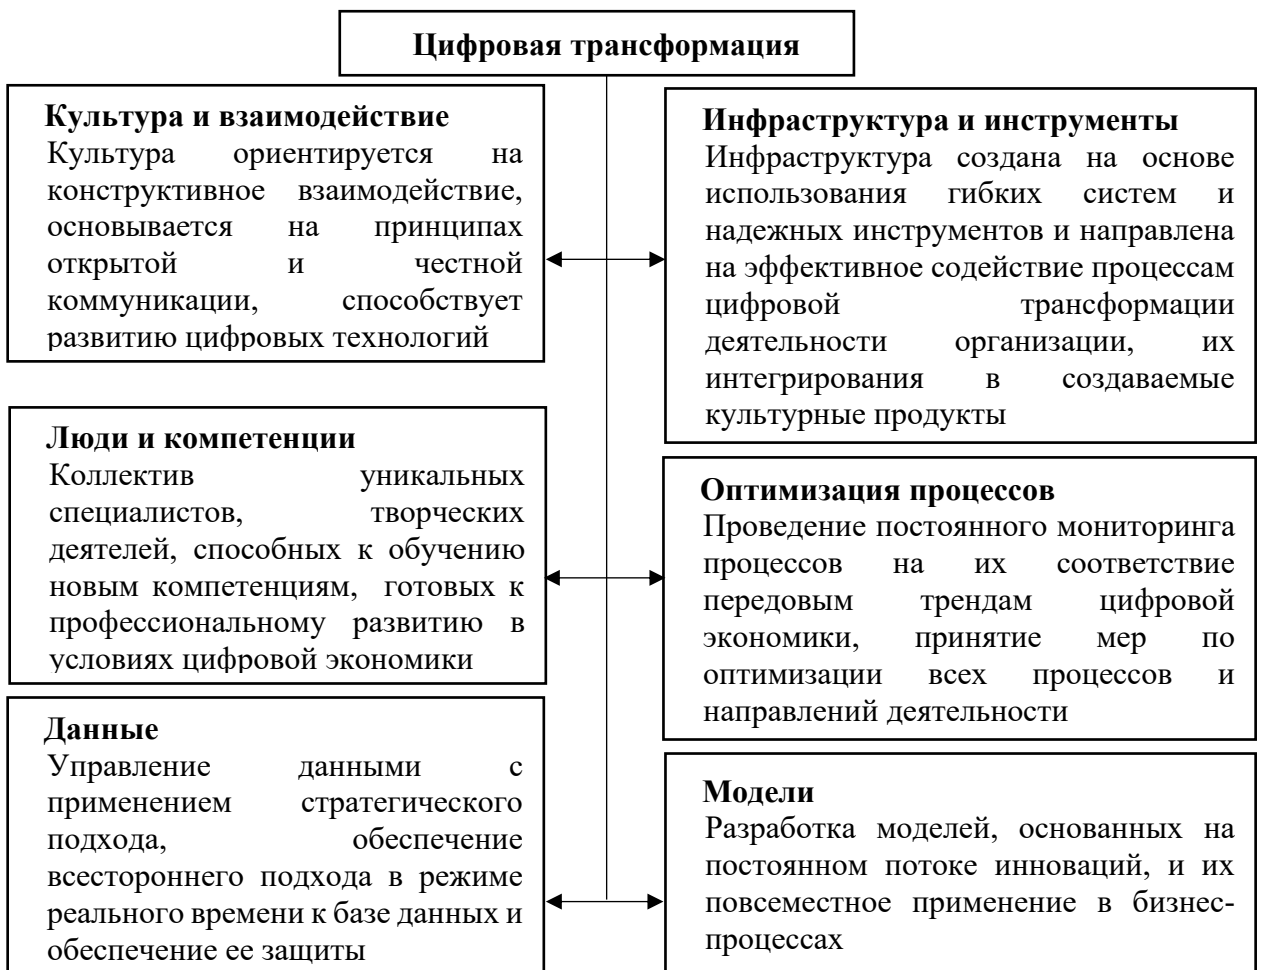 Цифровая трансформация
Культура и взаимодействие
Культура ориентируется на
конструктивное взаимодействие,
основывается на принципах
открытой и честной
коммуникации, способствует
развитию цифровых технологий
Инфраструктура и инструменты
Инфраструктура создана на основе
использования гибких систем и
надежных инструментов и направлена
на эффективное содействие процессам
цифровой трансформации
деятельности организации, их
интегрирования в создаваемые
культурные продукты
Люди и компетенции
Коллектив уникальных
специалистов, творческих
деятелей, способных к обучению
новым компетенциям, готовых к
профессиональному развитию в
условиях цифровой экономики
Оптимизация процессов
Проведение постоянного мониторинга
процессов на их соответствие
передовым трендам цифровой
экономики, принятие мер по
оптимизации всех процессов и
направлений деятельности
Данные
Управление данными с
применением стратегического
подхода, обеспечение
всестороннего подхода в режиме
реального времени к базе данных и
обеспечение ее защиты
Модели
Разработка моделей, основанных на
постоянном потоке инноваций, и их
повсеместное применение в бизнес-
процессах